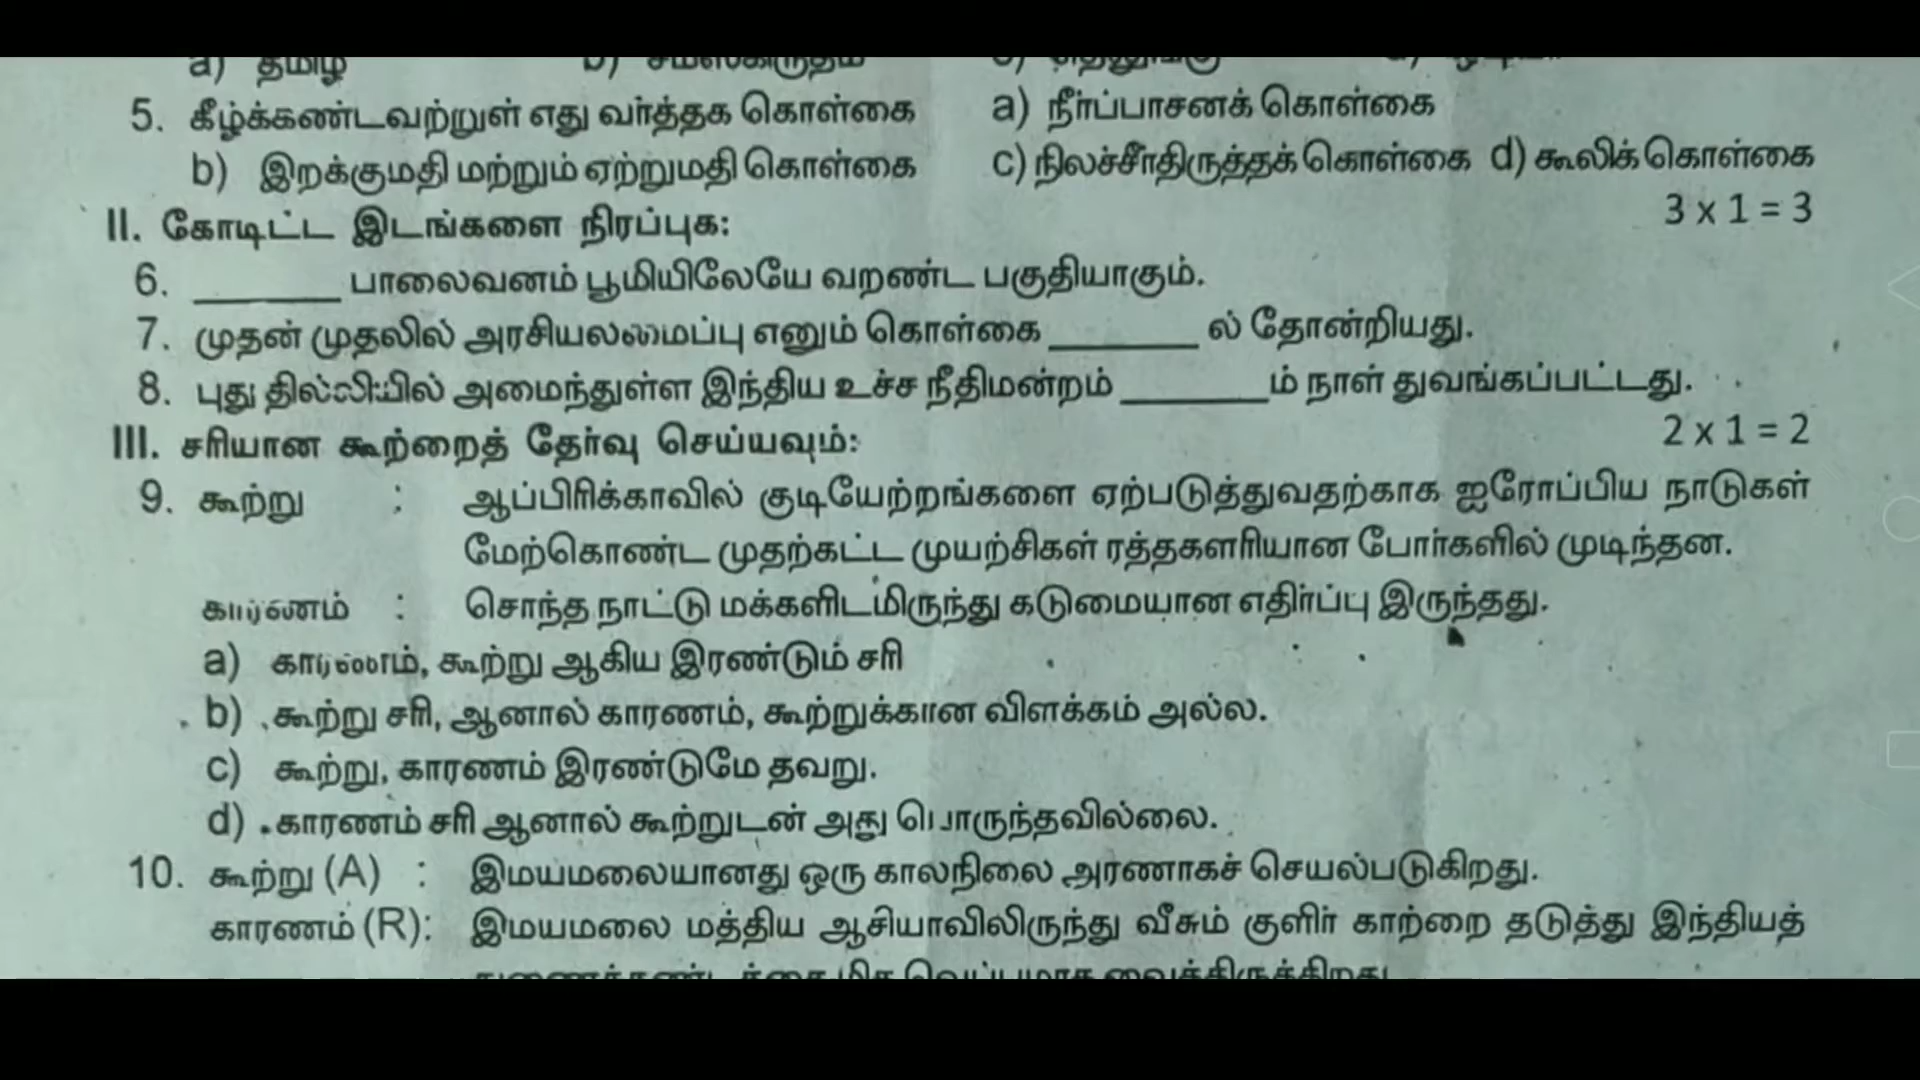 a) தமிழ் b) சமஸ்கிருதம்
5. கீழ்க்கண்டவற்றுள் எது வர்த்தக கொள்கை a) நீர்ப்பாசனக் கொள்கை
b) இறக்குமதி மற்றும் ஏற்றுமதி கொள்கை c) நிலச்சீர்திருத்தக் கொள்கை d) கூலிக் கொள்கை
3 x 1 = 3
II. கோடிட்ட இடங்களை நிரப்புக:
6. ________ பாலைவனம் பூமியிலேயே வறண்ட பகுதியாகும்.
7. முதன் முதலில் அரசியலமைப்பு எனும் கொள்கை ________ ல் தோன்றியது.
8. புது தில்லியில் அமைந்துள்ள இந்திய உச்ச நீதிமன்றம் ________ம் நாள் துவங்கப்பட்டது.
2 x 1 = 2
III. சரியான கூற்றைத் தேர்வு செய்யவும்:
9. கூற்று : ஆப்பிரிக்காவில் குடியேற்றங்களை ஏற்படுத்துவதற்காக ஐரோப்பிய நாடுகள்
மேற்கொண்ட முதற்கட்ட முயற்சிகள் ரத்தகளரியான போர்களில் முடிந்தன.
காரணம் : சொந்த நாட்டு மக்களிடமிருந்து கடுமையான எதிர்ப்பு இருந்தது.
a) காரணம், கூற்று ஆகிய இரண்டும் சரி
b) கூற்று சரி, ஆனால் காரணம், கூற்றுக்கான விளக்கம் அல்ல.
c) கூற்று, காரணம் இரண்டுமே தவறு.
d) காரணம் சரி ஆனால் கூற்றுடன் அது பொருந்தவில்லை.
10. கூற்று (A) : இமயமலையானது ஒரு காலநிலை அரணாகச் செயல்படுகிறது.
காரணம் (R): இமயமலை மத்திய ஆசியாவிலிருந்து வீசும் குளிர் காற்றை தடுத்து இந்தியத்